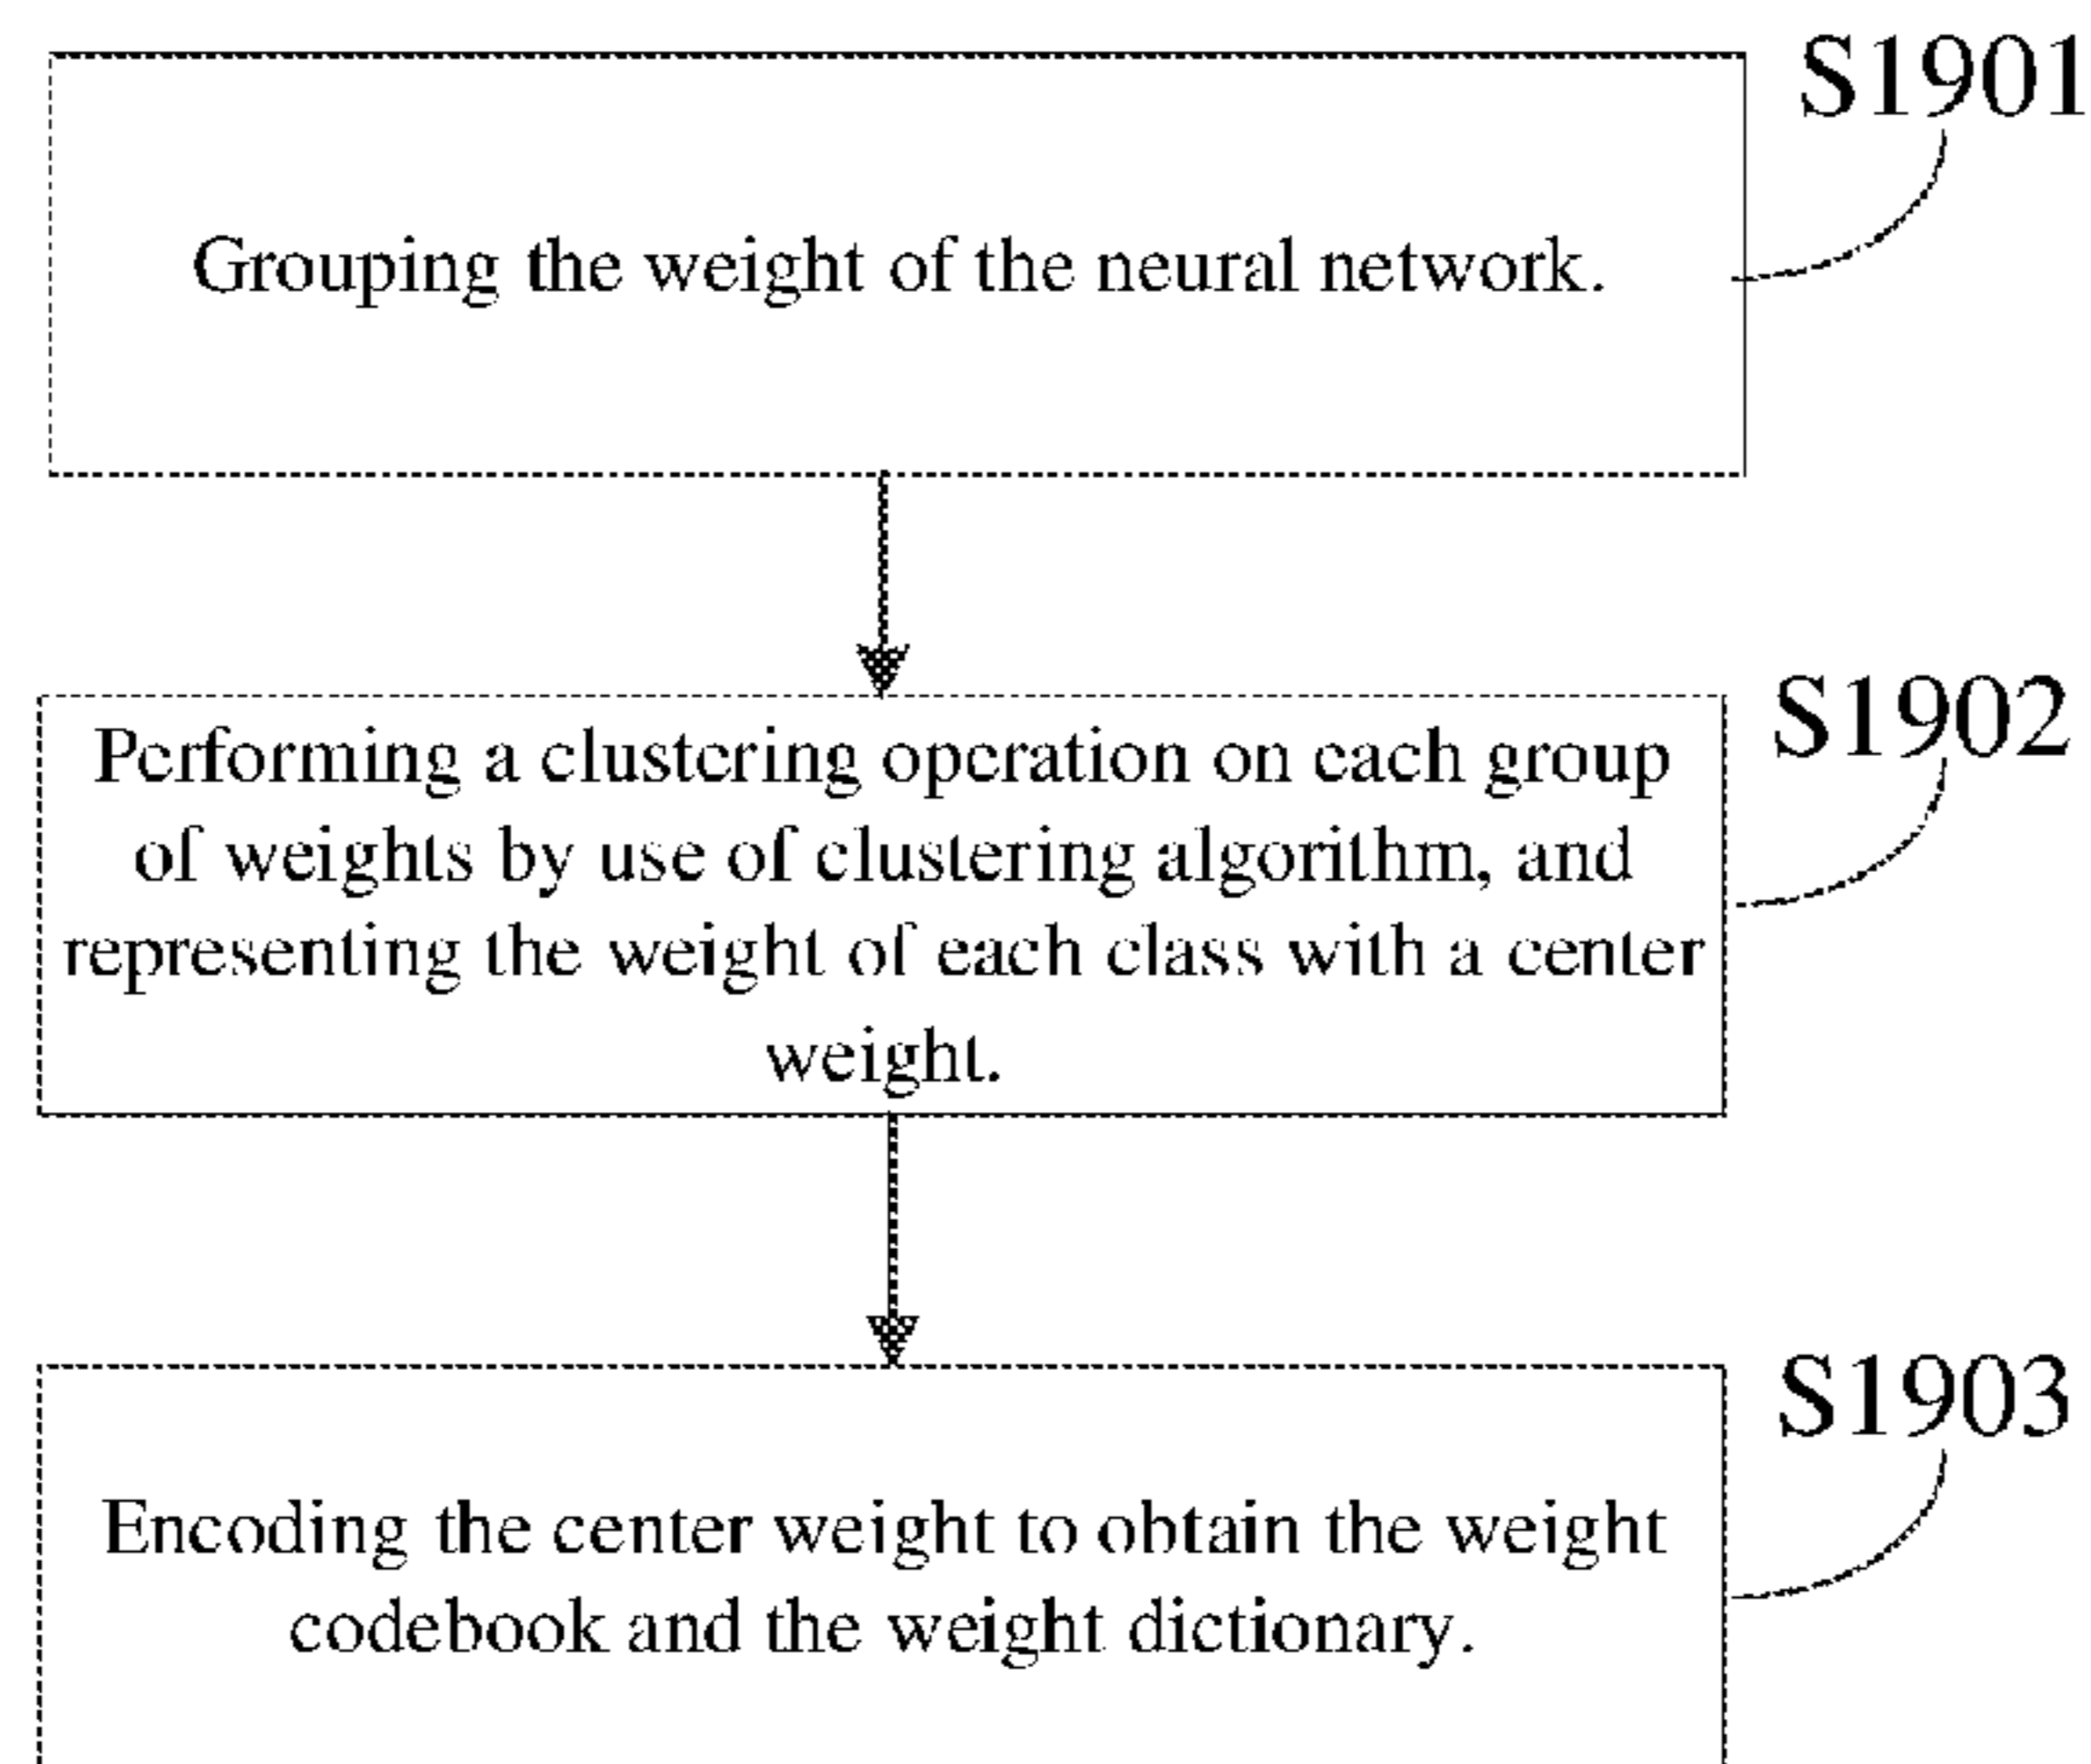 S1901
Grouping the weight of the neural network.
S1902
Performing a clustering operation on each group
of weights by use of clustering algorithm, and
representing the weight of each class with a center
weight.
S1903
Encoding the center weight to obtain the weight
codebook and the weight dictionary.